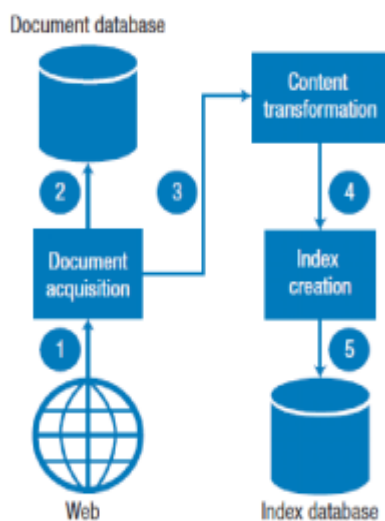 Document database
Content
transformation
2
3
4
Document
acquisition
Index
creation
1
5
Web
Index database